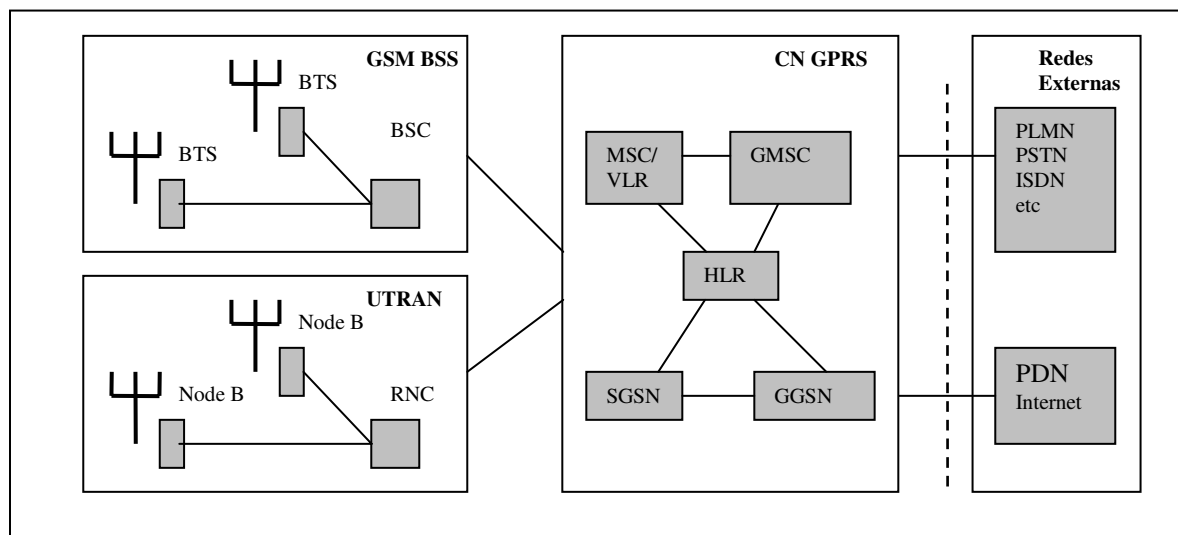 GSM BSS
BTS
BSC
BTS
UTRAN
Node B
Node B
RNC
CN GPRS
MSC/
VLR
GMSC
HLR
SGSN
GGSN
Redes
Externas
PLMN
PSTN
ISDN
etc
PDN
Internet